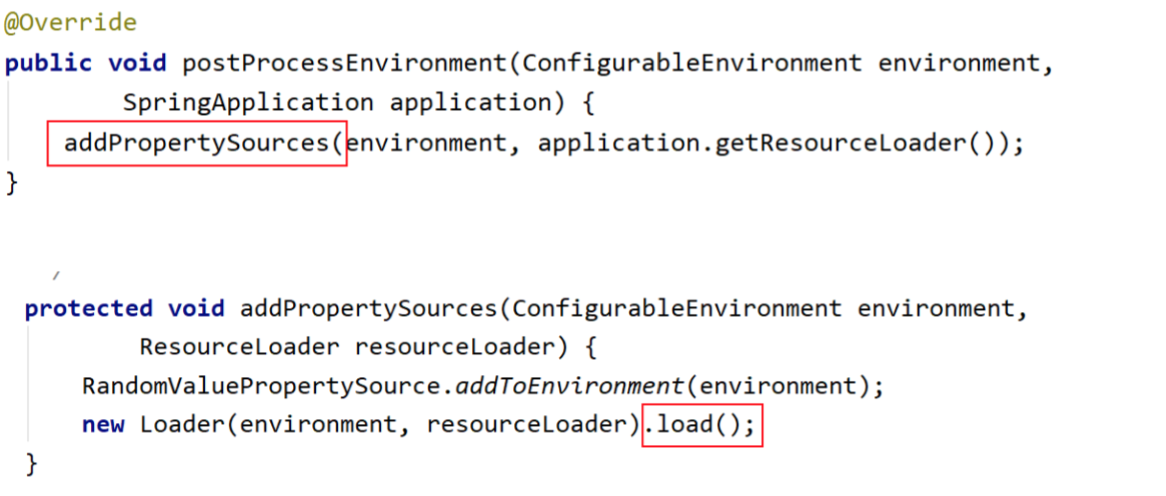 @Override
public void postProcessEnvironment(ConfigurableEnvironment environment,
SpringApplication application) {
addPropertySources(environment, application.getResourceLoader());
}
/
protected void addPropertySources(ConfigurableEnvironment environment,
ResourceLoader resourceLoader) {
RandomValuePropertySource.addToEnvironment(environment);
new Loader(environment, resourceLoader).load();
}